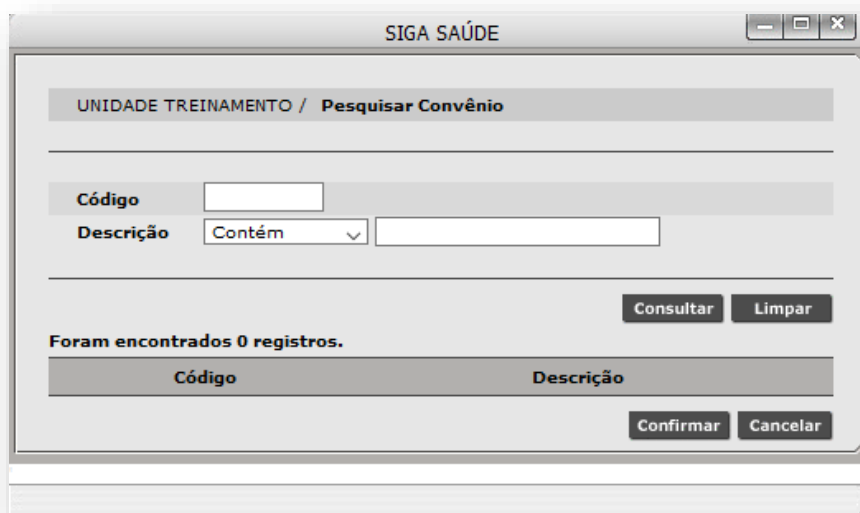 SIGA SAÚDE
UNIDADE TREINAMENTO / Pesquisar Convênio
Código
Descrição Contém
Consultar Limpar
Foram encontrados 0 registros.
Código Descrição
Confirmar Cancelar